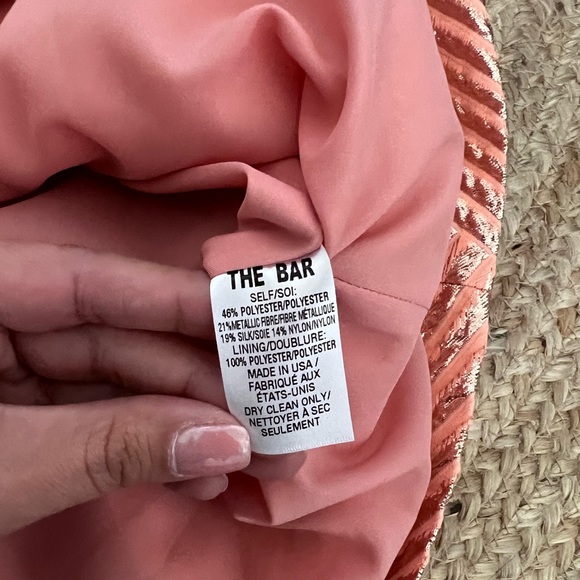 THE BAR
SELF/SOI:
46% POLYESTER/POLYESTER
21%METALLIC FIBRE/FIBRE MÉTALLIQUE
19% SILK/SOIE 14% NYLON/NYLON
LINING/DOUBLURE:
100% POLYESTER/POLYESTER
MADE IN USA/
FABRIQUÉ AUX
ÉTATS-UNIS
DRY CLEAN ONLY/
NETTOYER À SEC
SEULEMENT